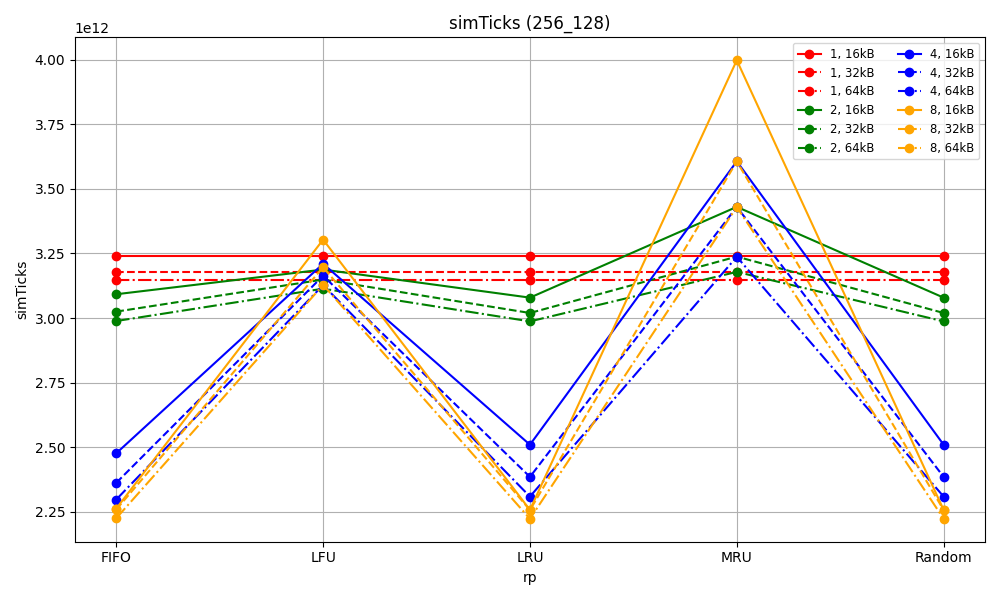 simTicks (256_128)
1e12
4.00
3.75
3.50
3.25
3.00
2.75
2.50
2.25
simTicks
FIFO
LFU
LRU
MRU
Random
rp
1, 16kB
1, 32kB
1, 64kB
2, 16kB
2, 32kB
2, 64kB
4, 16kB
4, 32kB
4, 64kB
8, 16kB
8, 32kB
8, 64kB